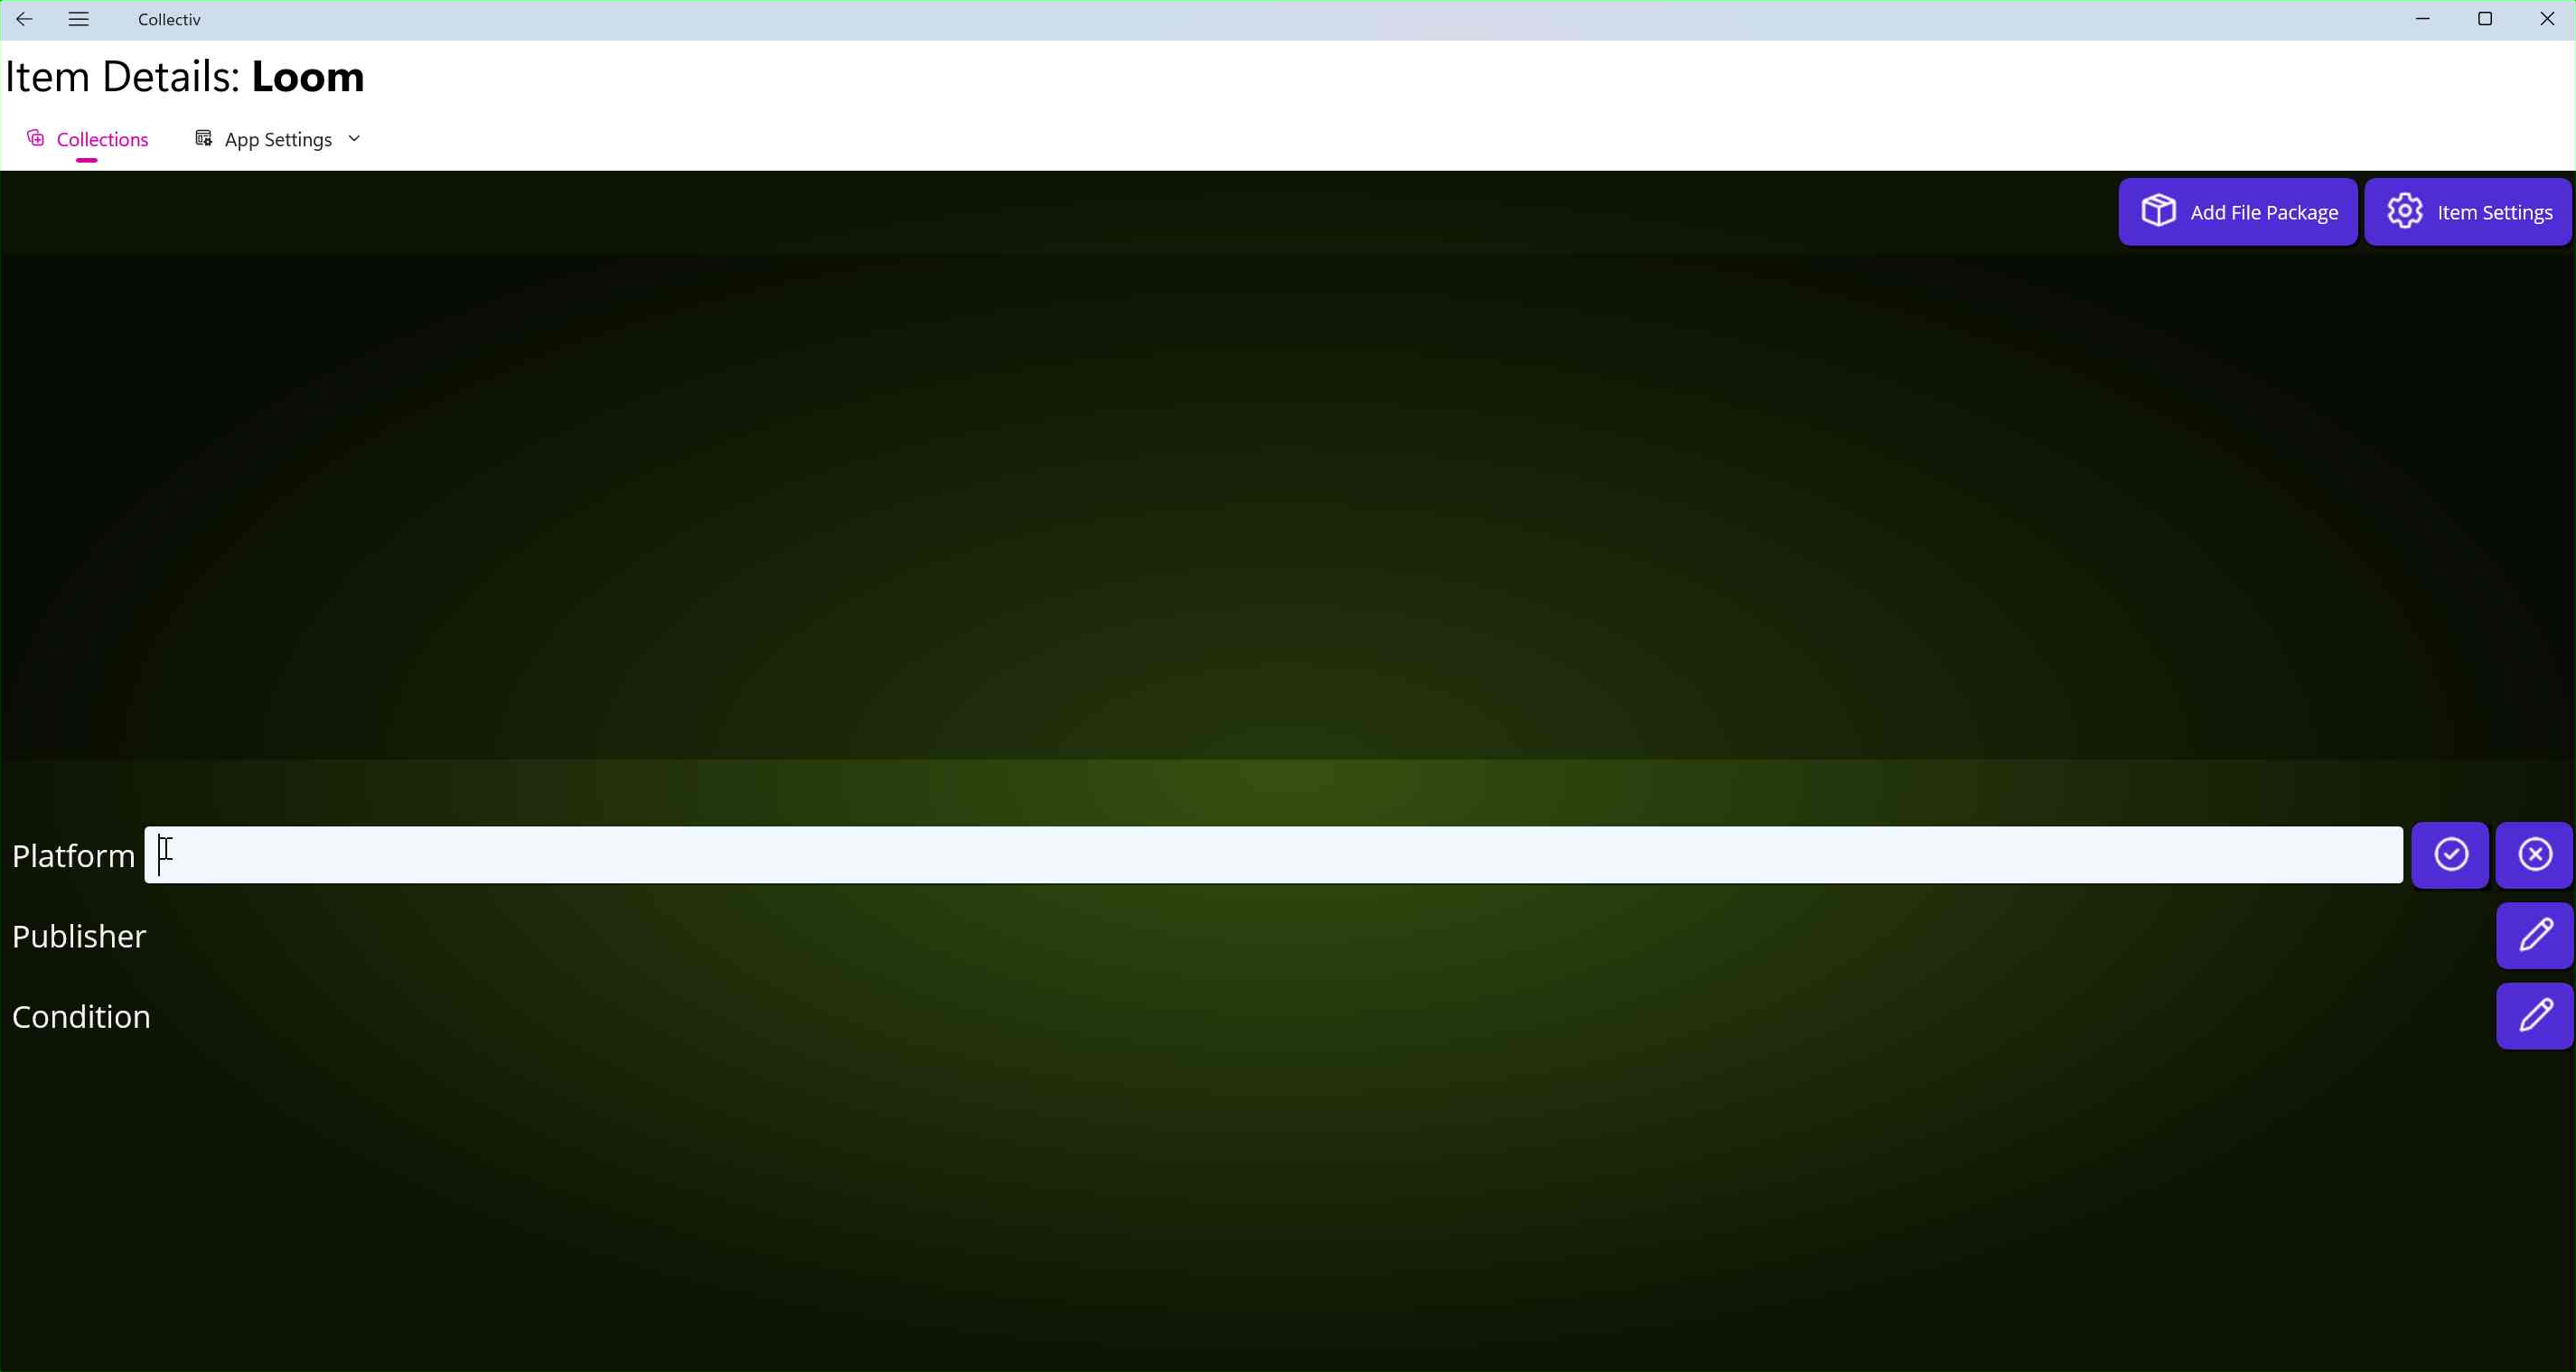 Collectiv
Item Details: Loom
Collections App Settings
Add File Package Item Settings
Platform
Publisher
Condition